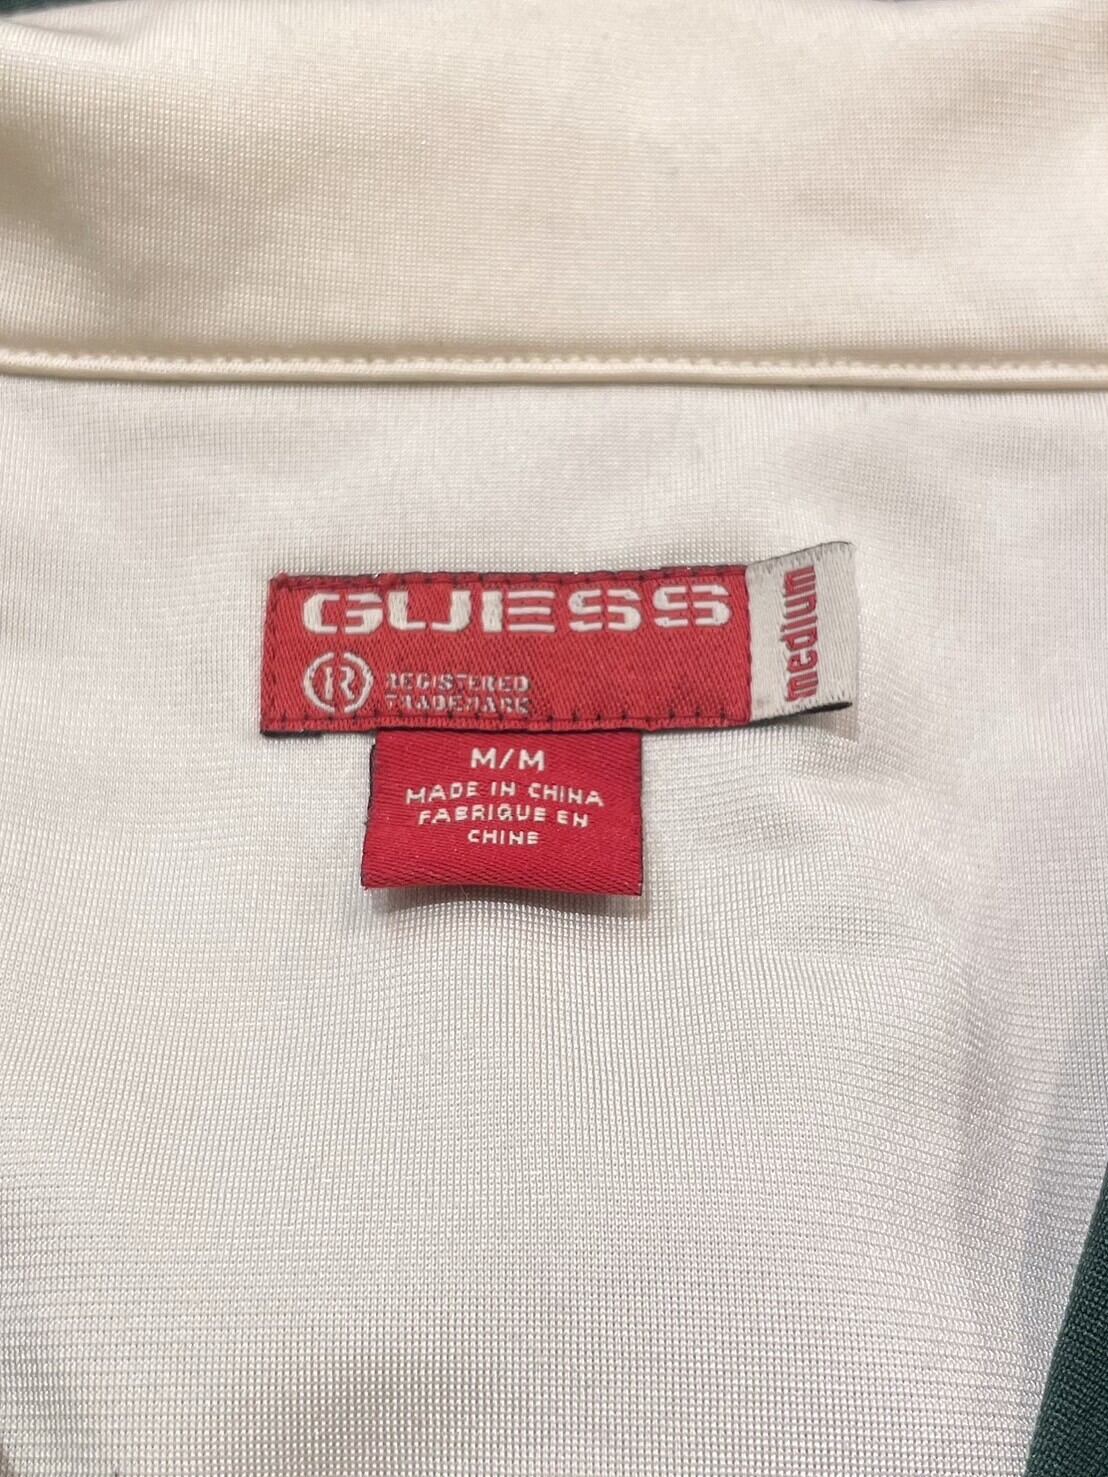 GUESS
R REGISTERED
TRADEMARK
medium
M/M
MADE IN CHINA
FABRIQUE EN
CHINE